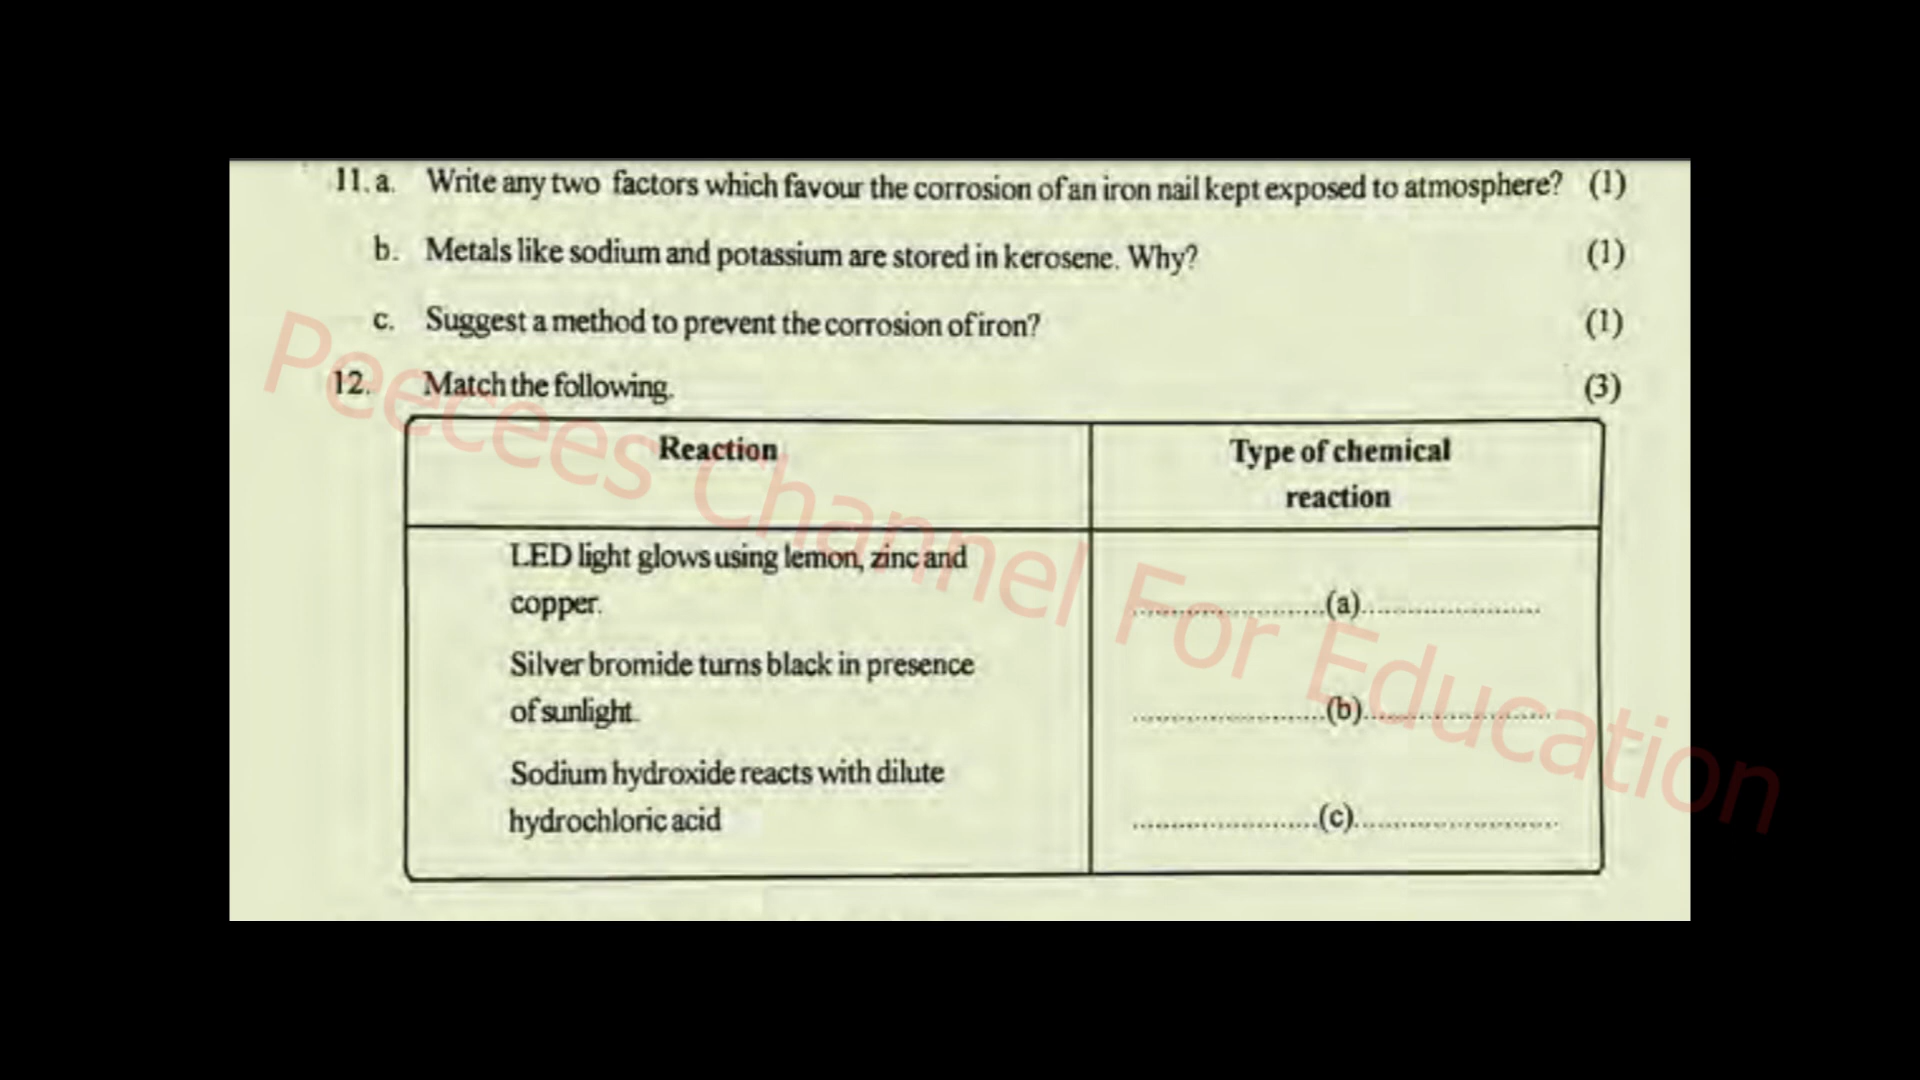 11. a. Write any two factors which favour the corrosion of an iron nail kept exposed to atmosphere? (1)
b. Metals like sodium and potassium are stored in kerosene. Why? (1)
c. Suggest a method to prevent the corrosion of iron? (1)
12. Match the following. (3)
Reaction
Type of chemical
reaction
LED light glows using lemon, zinc and
copper.
......................(a)......................
Silver bromide turns black in presence
of sunlight.
......................(b)......................
Sodium hydroxide reacts with dilute
hydrochloric acid
......................(c)......................
Peecees Channel For Education